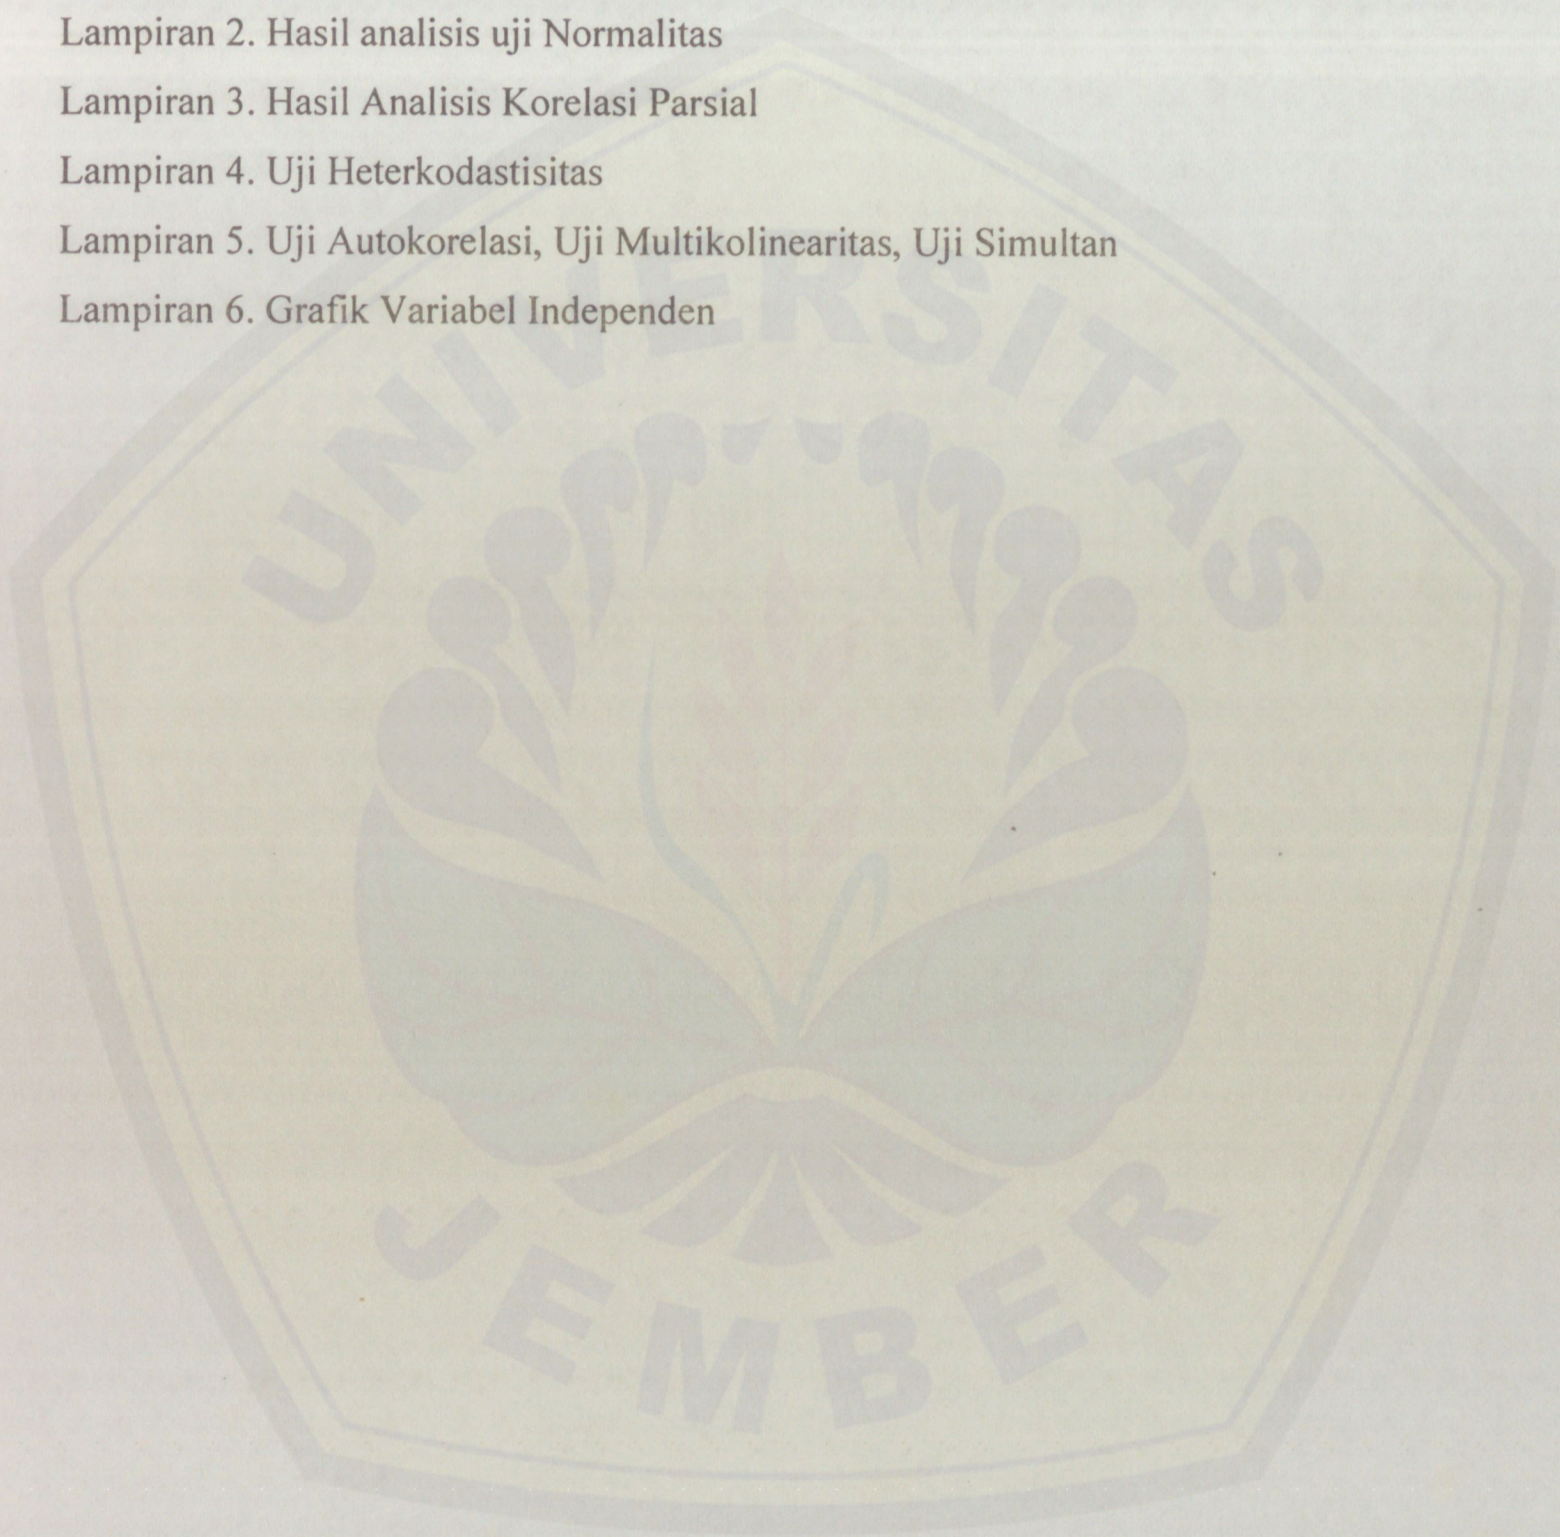 Lampiran 2. Hasil analisis uji Normalitas
Lampiran 3. Hasil Analisis Korelasi Parsial
Lampiran 4. Uji Heterkodastisitas
Lampiran 5. Uji Autokorelasi, Uji Multikolinearitas, Uji Simultan
Lampiran 6. Grafik Variabel Independen
UNIVERSITAS
JEMBER